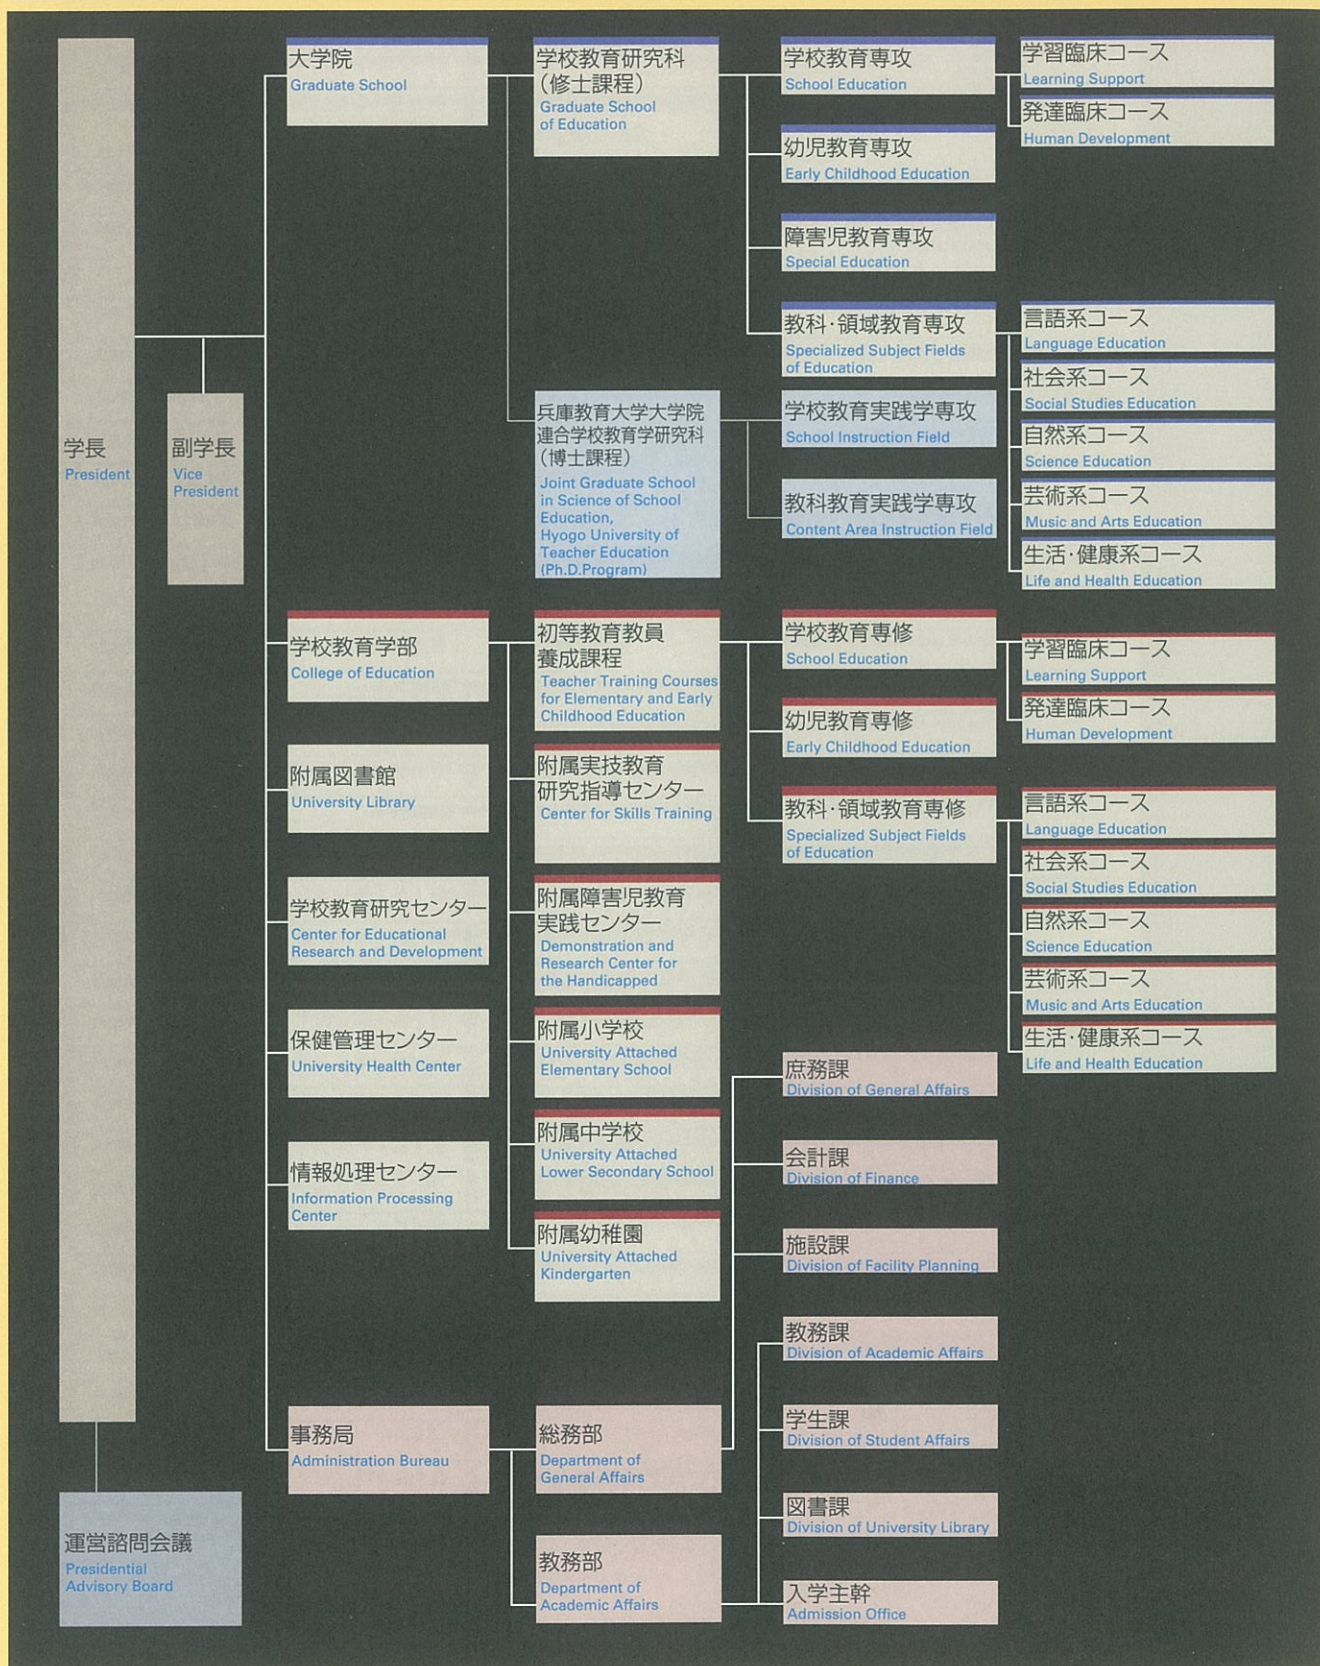 学長
President
副学長
Vice
President
運営諮問会議
Presidential
Advisory Board
大学院
Graduate School
学校教育研究科
（修士課程）
Graduate School
of Education
学校教育専攻
School Education
学習臨床コース
Learning Support
発達臨床コース
Human Development
幼児教育専攻
Early Childhood Education
障害児教育専攻
Special Education
教科・領域教育専攻
Specialized Subject Fields
of Education
言語系コース
Language Education
社会系コース
Social Studies Education
自然系コース
Science Education
芸術系コース
Music and Arts Education
生活・健康系コース
Life and Health Education
兵庫教育大学大学院
連合学校教育学研究科
（博士課程）
Joint Graduate School
in Science of School
Education,
Hyogo University of
Teacher Education
(Ph.D.Program)
学校教育実践学専攻
School Instruction Field
教科教育実践学専攻
Content Area Instruction Field
学校教育学部
College of Education
初等教育教員
養成課程
Teacher Training Courses
for Elementary and Early
Childhood Education
学校教育専修
School Education
学習臨床コース
Learning Support
発達臨床コース
Human Development
幼児教育専修
Early Childhood Education
教科・領域教育専修
Specialized Subject Fields
of Education
言語系コース
Language Education
社会系コース
Social Studies Education
自然系コース
Science Education
芸術系コース
Music and Arts Education
生活・健康系コース
Life and Health Education
附属実技教育
研究指導センター
Center for Skills Training
附属障害児教育
実践センター
Demonstration and
Research Center for
the Handicapped
附属小学校
University Attached
Elementary School
附属中学校
University Attached
Lower Secondary School
附属幼稚園
University Attached
Kindergarten
附属図書館
University Library
学校教育研究センター
Center for Educational
Research and Development
保健管理センター
University Health Center
情報処理センター
Information Processing
Center
事務局
Administration Bureau
総務部
Department of
General Affairs
庶務課
Division of General Affairs
会計課
Division of Finance
施設課
Division of Facility Planning
教務部
Department of
Academic Affairs
教務課
Division of Academic Affairs
学生課
Division of Student Affairs
図書課
Division of University Library
入学主幹
Admission Office